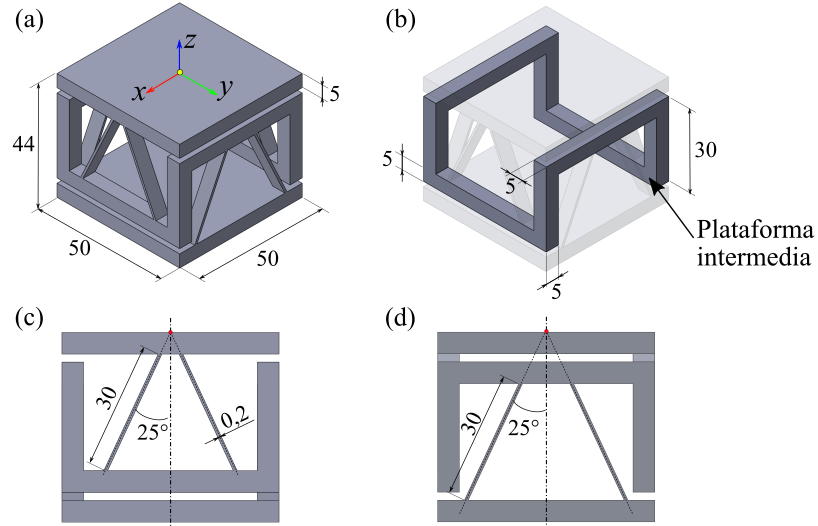 (a)
z
x
y
5
44
50
50
(b)
5
5
30
5
Plataforma
intermedia
(c)
30
25°
0,2
(d)
30
25°